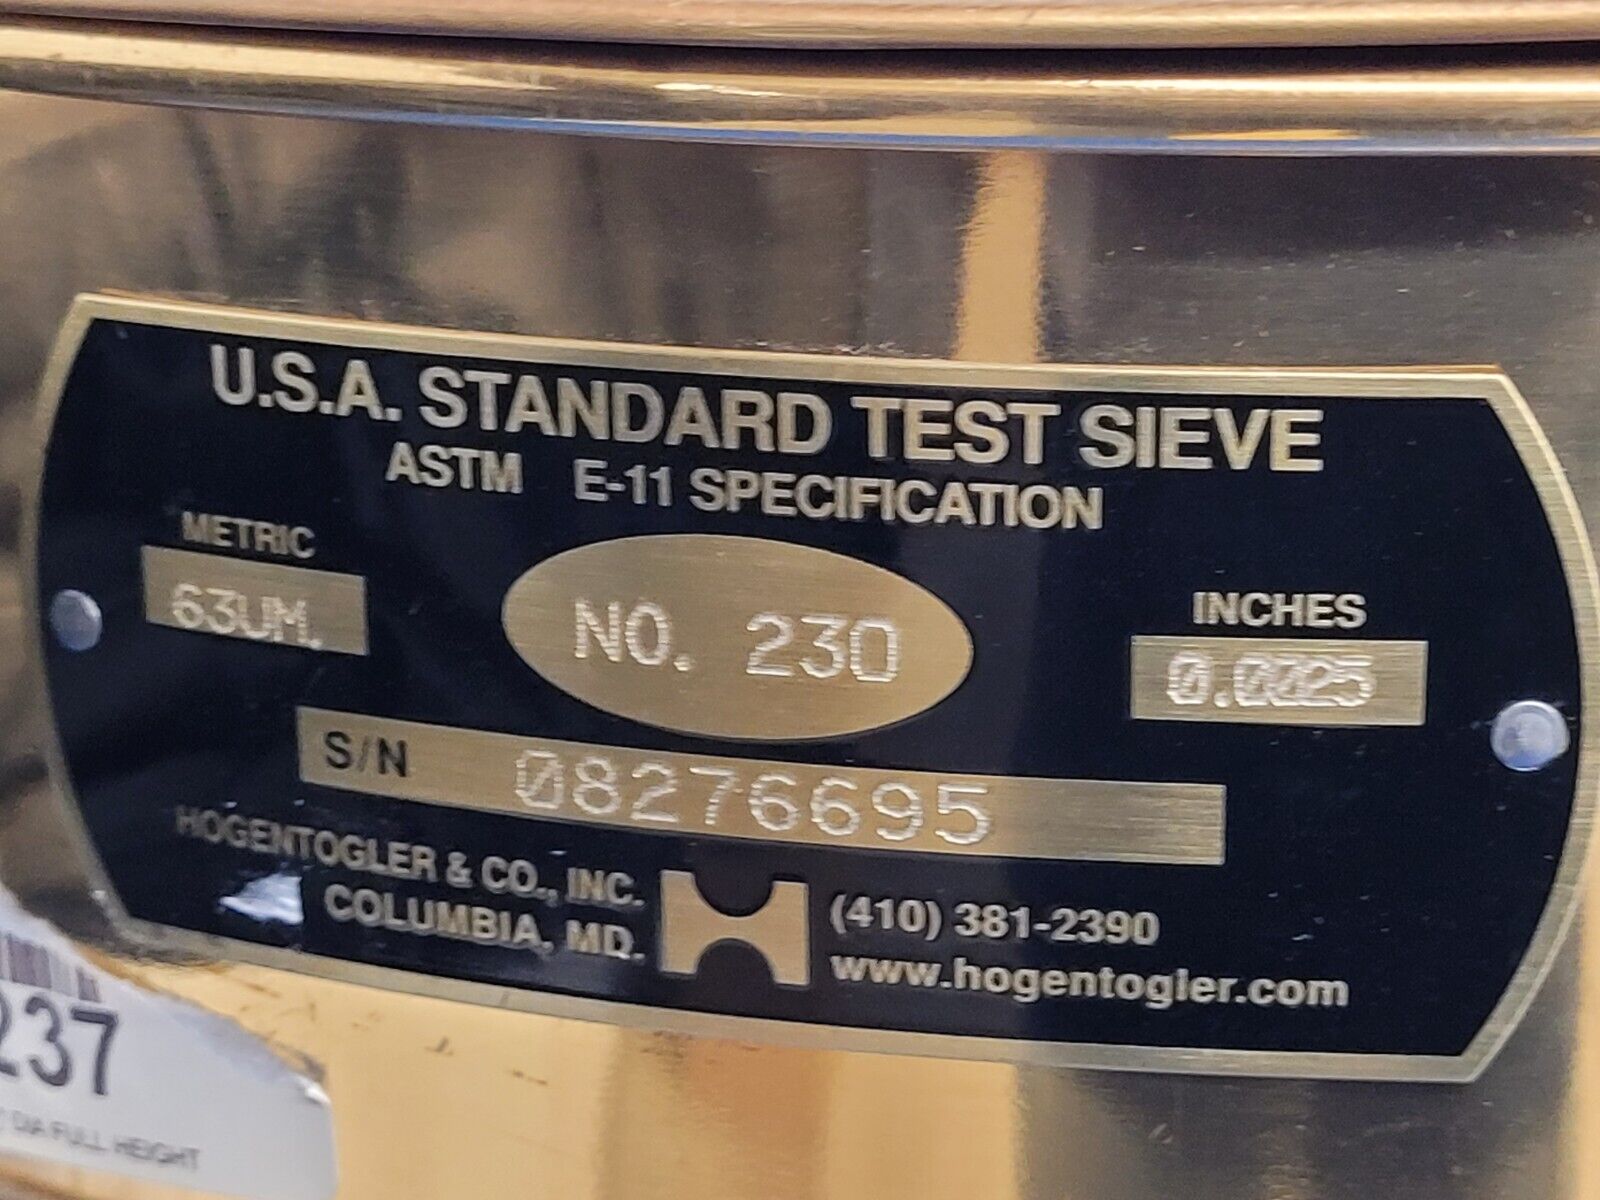 U.S.A. STANDARD TEST SIEVE
ASTM E-11 SPECIFICATION
METRIC
63UM.
NO. 230
INCHES
0.0025
S/N 08276695
HOGENTOGLER & CO., INC.
COLUMBIA, MD.
(410) 381-2390
www.hogentogler.com
237
DIA FULL HEIGHT